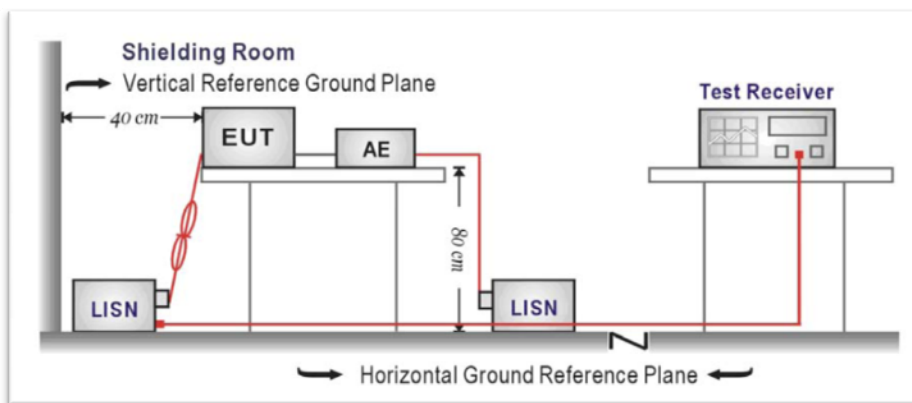 Shielding Room
Vertical Reference Ground Plane
Test Receiver
40 cm
EUT
AE
80 cm
LISN
LISN
Horizontal Ground Reference Plane